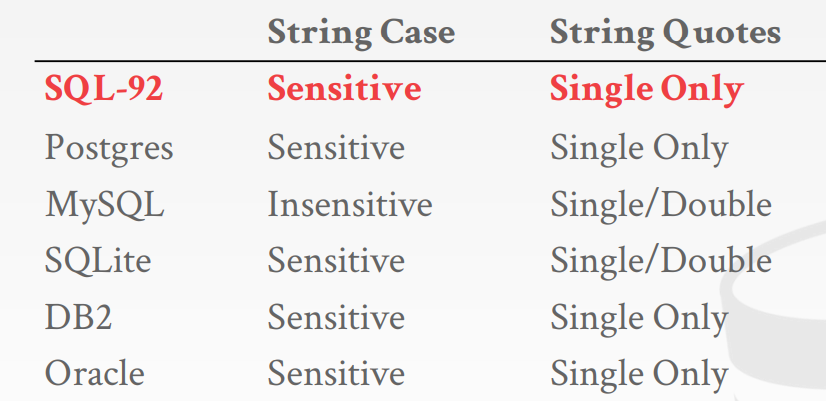 String Case String Quotes
SQL-92 Sensitive Single Only
Postgres Sensitive Single Only
MySQL Insensitive Single/Double
SQLite Sensitive Single/Double
DB2 Sensitive Single Only
Oracle Sensitive Single Only